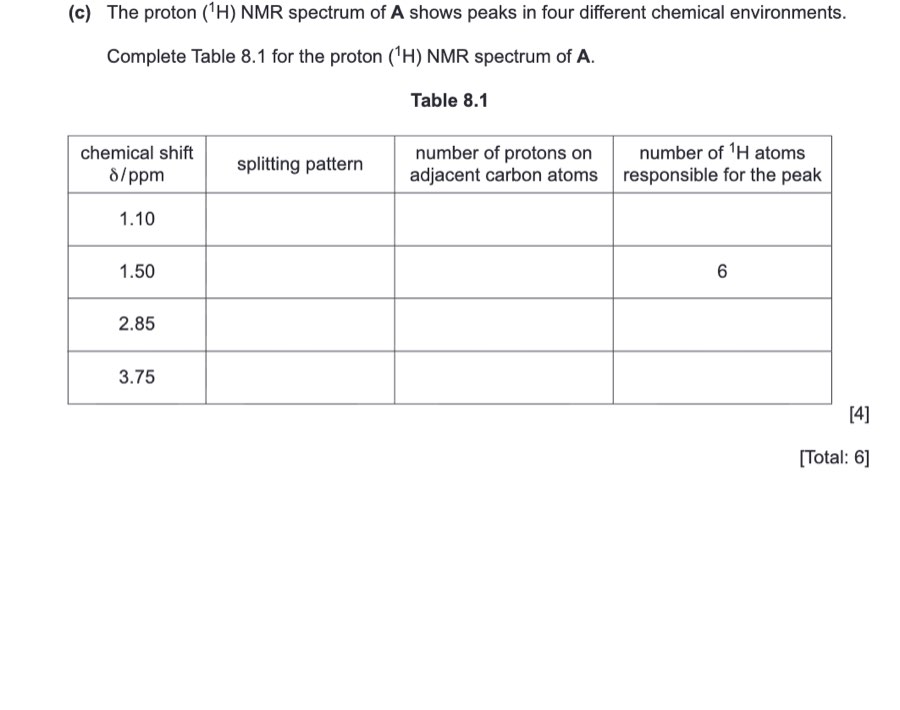 (c) The proton (¹H) NMR spectrum of A shows peaks in four different chemical environments.
Complete Table 8.1 for the proton (¹H) NMR spectrum of A.
Table 8.1
chemical shift δ/ppm | splitting pattern | number of protons on adjacent carbon atoms | number of ¹H atoms responsible for the peak
1.10
1.50 6
2.85
3.75
[4]
[Total: 6]